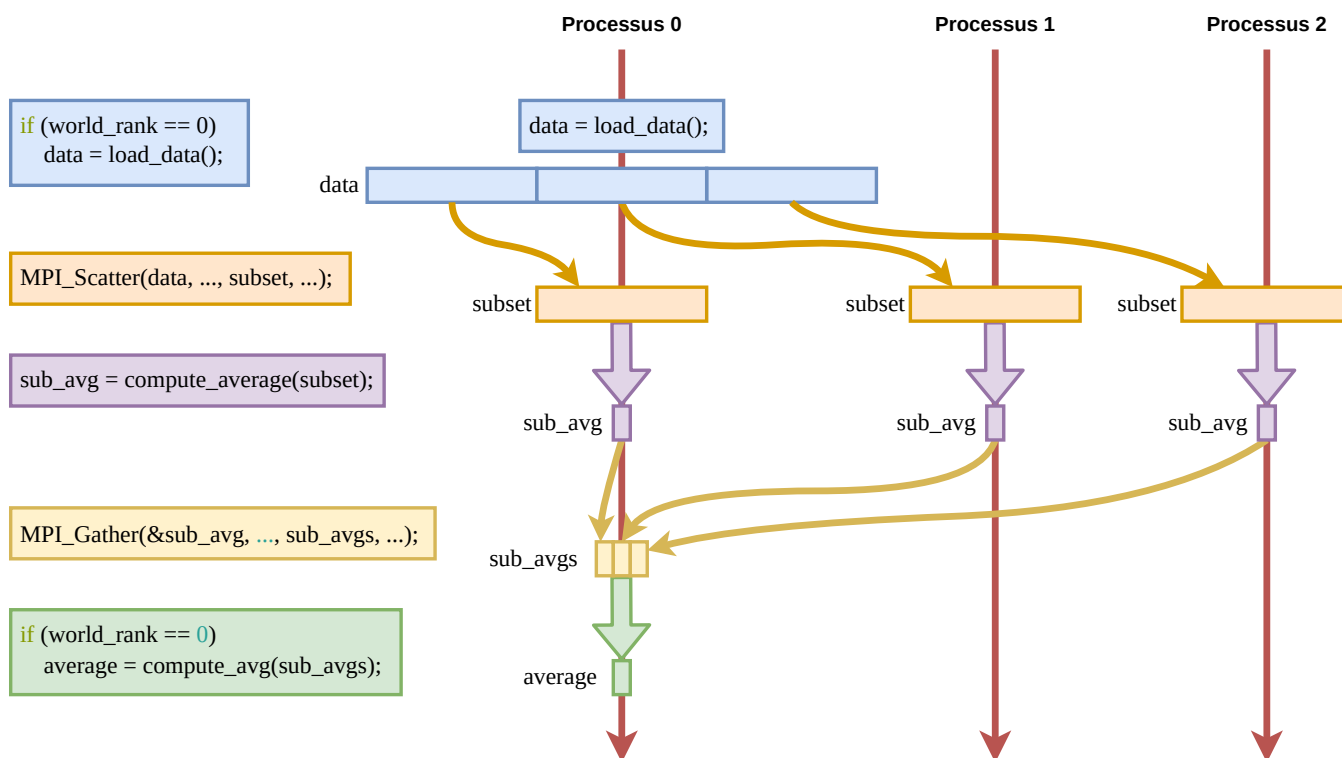 Processus 0
Processus 1
Processus 2
if (world_rank == 0)
data = load_data();
data = load_data();
data
MPI_Scatter(data, ..., subset, ...);
subset
subset
subset
sub_avg = compute_average(subset);
sub_avg
sub_avg
sub_avg
MPI_Gather(&sub_avg, ..., sub_avgs, ...);
sub_avgs
if (world_rank == 0)
average = compute_avg(sub_avgs);
average